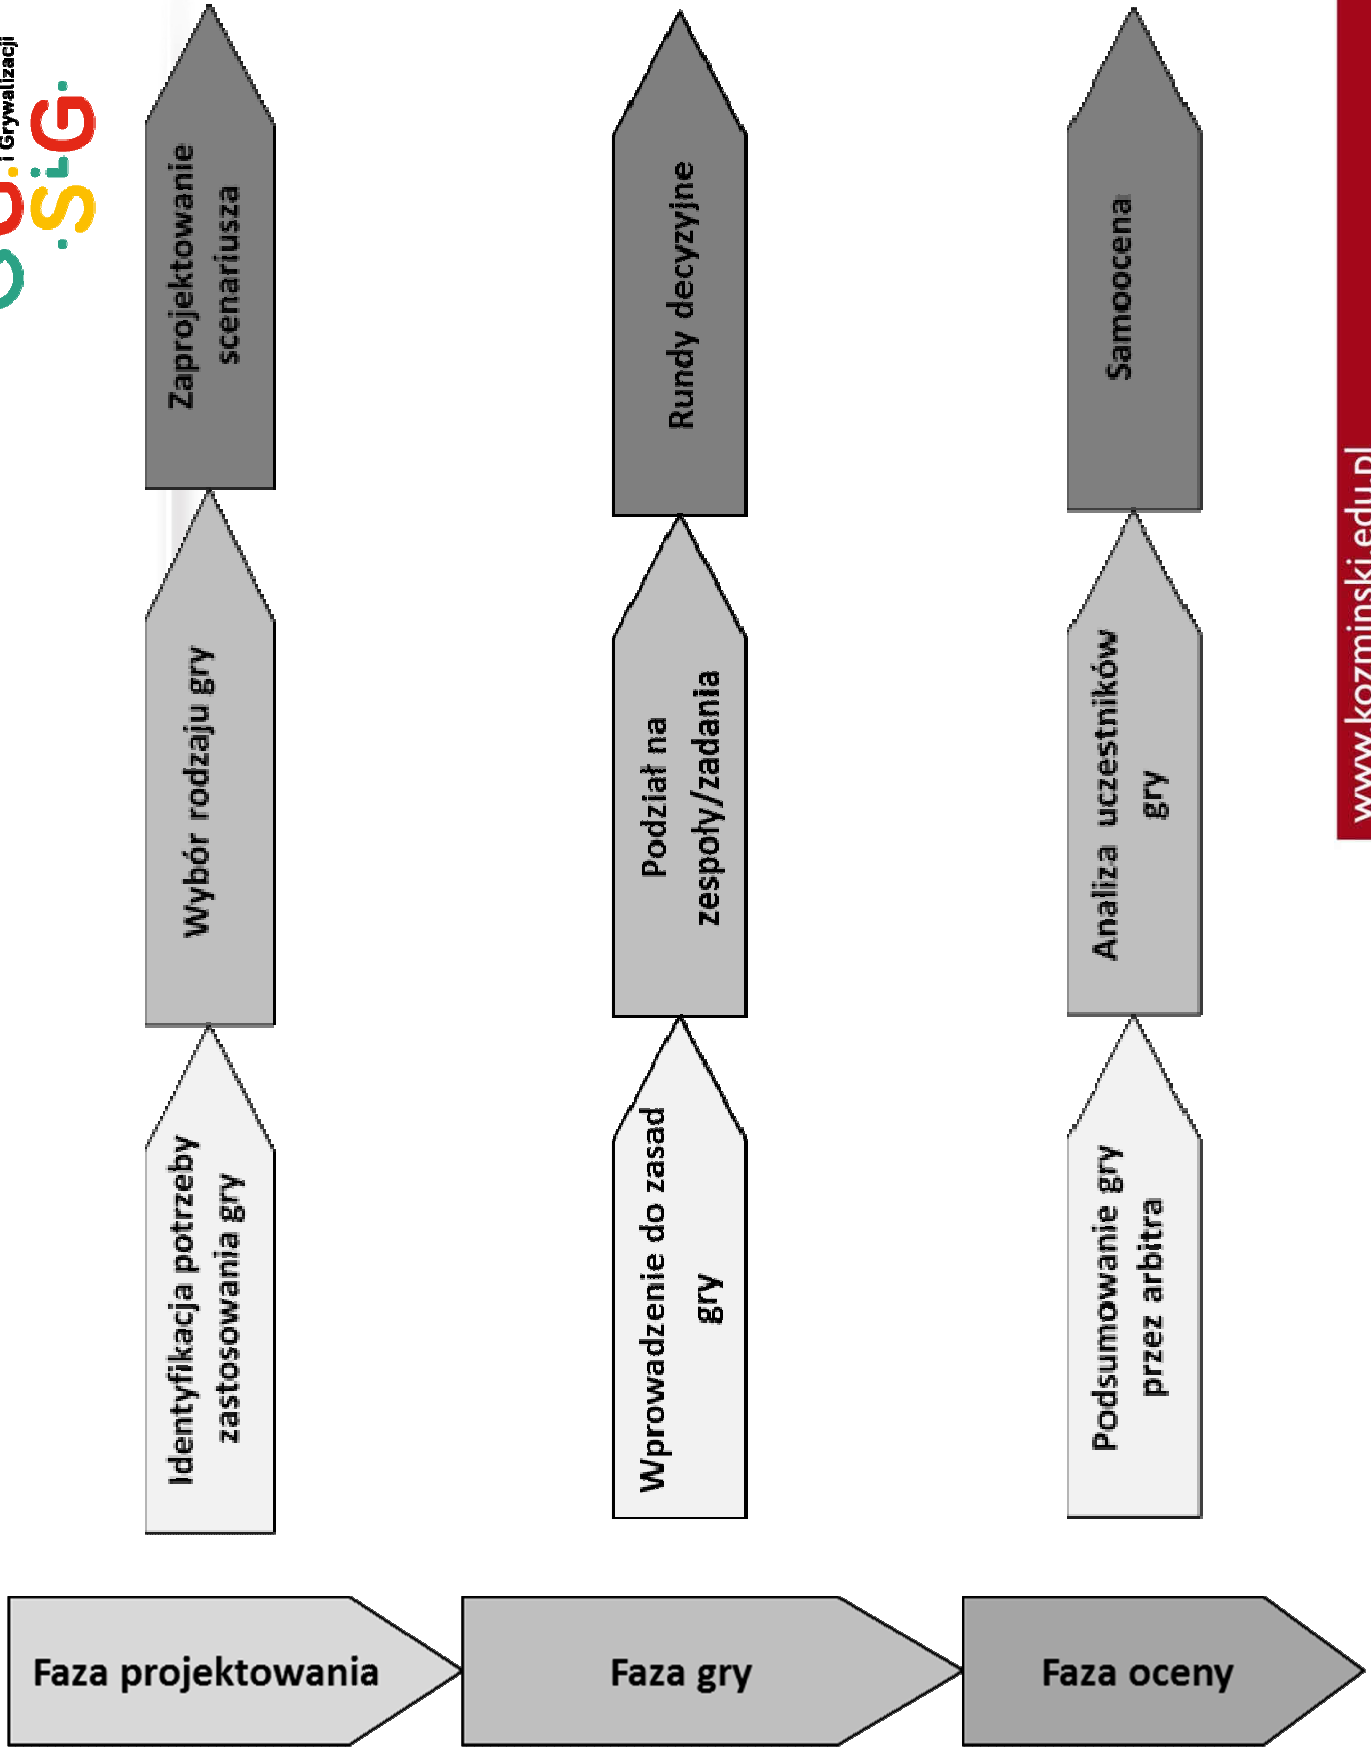 i Grywalizacji
S.i.G.
Faza projektowania
Identyfikacja potrzeby
zastosowania gry
Wybór rodzaju gry
Zaprojektowanie
scenariusza
Faza gry
Wprowadzenie do zasad
gry
Podział na
zespoły/zadania
Rundy decyzyjne
Faza oceny
Podsumowanie gry
przez arbitra
Analiza uczestników
gry
Samoocena
www.kozminski.edu.pl